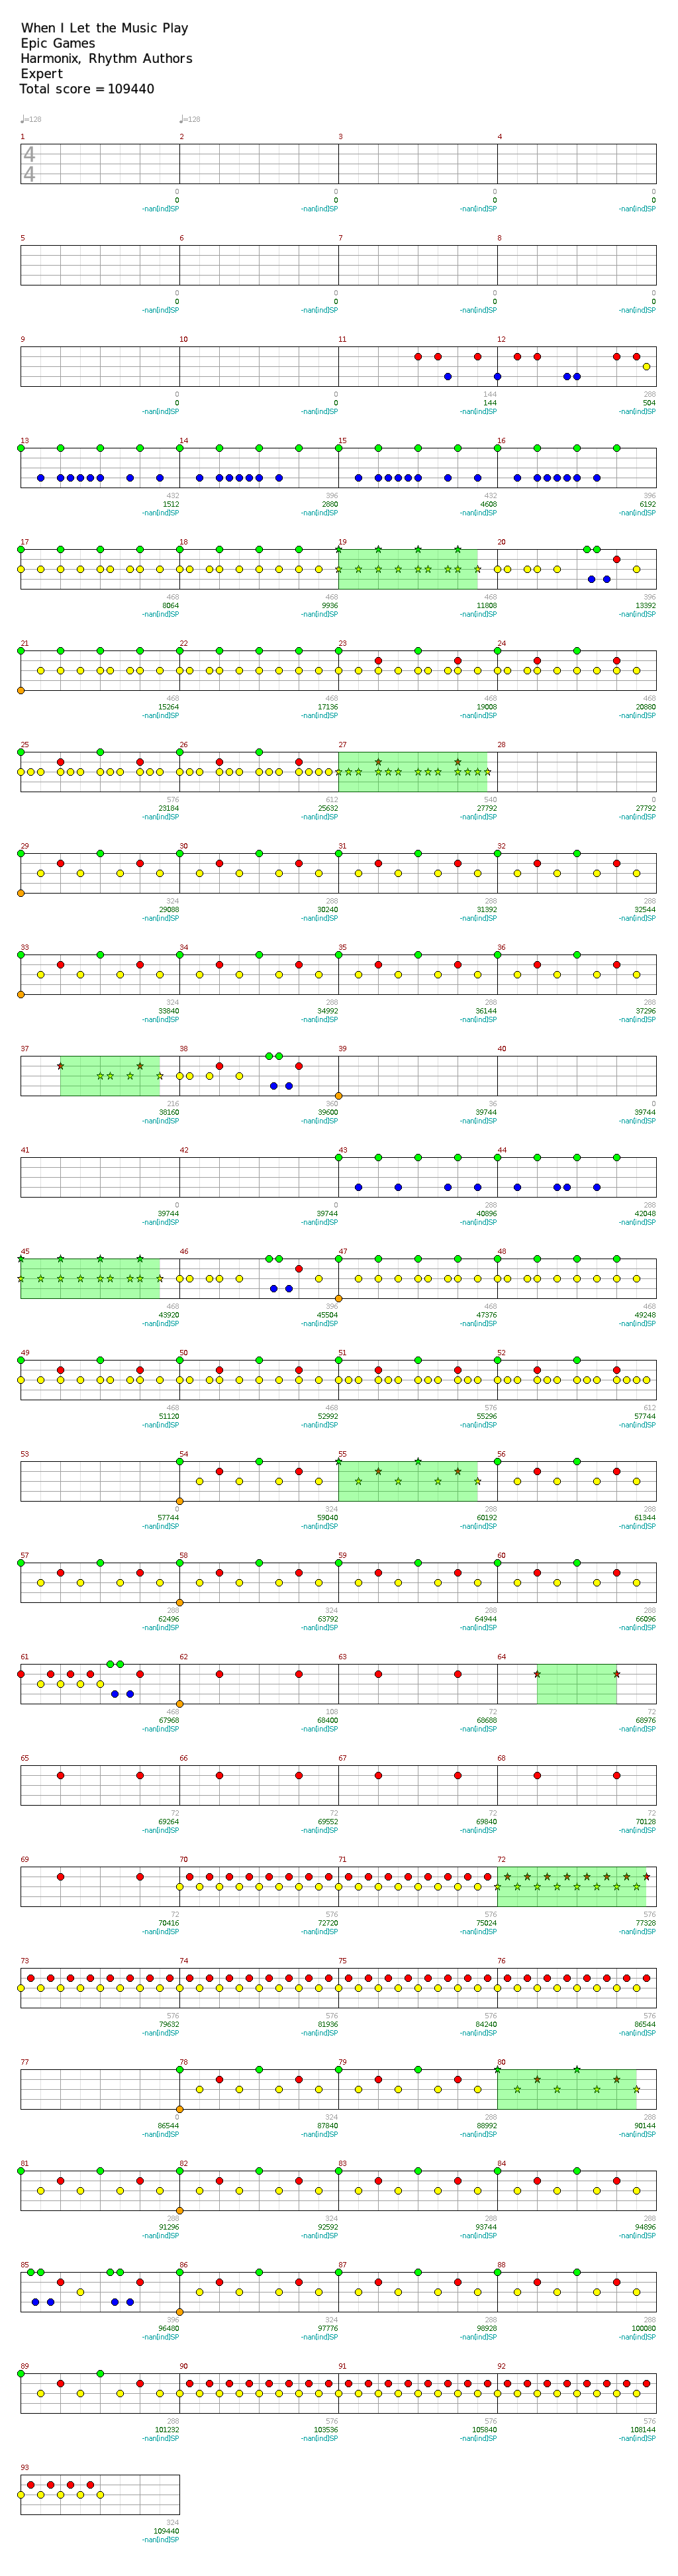 When I Let the Music Play
Epic Games
Harmonix, Rhythm Authors
Expert
Total score = 109440
♩=128 ♩=128
1 2 3 4
4
4
0 0 0 0
0 0 0 0
-nan[ind]SP -nan[ind]SP -nan[ind]SP -nan[ind]SP
5 6 7 8
0 0 0 0
0 0 0 0
-nan[ind]SP -nan[ind]SP -nan[ind]SP -nan[ind]SP
9 10 11 12
0 0 144 288
0 0 144 504
-nan[ind]SP -nan[ind]SP -nan[ind]SP -nan[ind]SP
13 14 15 16
432 396 432 396
1512 2880 4608 6192
-nan[ind]SP -nan[ind]SP -nan[ind]SP -nan[ind]SP
17 18 19 20
468 468 468 396
8064 9936 11808 13392
-nan[ind]SP -nan[ind]SP -nan[ind]SP -nan[ind]SP
21 22 23 24
468 468 468 468
15264 17136 19008 20880
-nan[ind]SP -nan[ind]SP -nan[ind]SP -nan[ind]SP
25 26 27 28
576 612 540 0
23184 25632 27792 27792
-nan[ind]SP -nan[ind]SP -nan[ind]SP -nan[ind]SP
29 30 31 32
324 288 288 288
29088 30240 31392 32544
-nan[ind]SP -nan[ind]SP -nan[ind]SP -nan[ind]SP
33 34 35 36
324 288 288 288
33840 34992 36144 37296
-nan[ind]SP -nan[ind]SP -nan[ind]SP -nan[ind]SP
37 38 39 40
216 360 36 0
38160 39600 39744 39744
-nan[ind]SP -nan[ind]SP -nan[ind]SP -nan[ind]SP
41 42 43 44
0 0 288 288
39744 39744 40896 42048
-nan[ind]SP -nan[ind]SP -nan[ind]SP -nan[ind]SP
45 46 47 48
468 396 468 468
43920 45504 47376 49248
-nan[ind]SP -nan[ind]SP -nan[ind]SP -nan[ind]SP
49 50 51 52
468 468 576 612
51120 52992 55296 57744
-nan[ind]SP -nan[ind]SP -nan[ind]SP -nan[ind]SP
53 54 55 56
0 324 288 288
57744 59040 60192 61344
-nan[ind]SP -nan[ind]SP -nan[ind]SP -nan[ind]SP
57 58 59 60
288 324 288 288
62496 63792 64944 66096
-nan[ind]SP -nan[ind]SP -nan[ind]SP -nan[ind]SP
61 62 63 64
468 108 72 72
67968 68400 68688 68976
-nan[ind]SP -nan[ind]SP -nan[ind]SP -nan[ind]SP
65 66 67 68
72 72 72 72
69264 69552 69840 70128
-nan[ind]SP -nan[ind]SP -nan[ind]SP -nan[ind]SP
69 70 71 72
72 576 576 576
70416 72720 75024 77328
-nan[ind]SP -nan[ind]SP -nan[ind]SP -nan[ind]SP
73 74 75 76
576 576 576 576
79632 81936 84240 86544
-nan[ind]SP -nan[ind]SP -nan[ind]SP -nan[ind]SP
77 78 79 80
0 324 288 288
86544 87840 88992 90144
-nan[ind]SP -nan[ind]SP -nan[ind]SP -nan[ind]SP
81 82 83 84
288 324 288 288
91296 92592 93744 94896
-nan[ind]SP -nan[ind]SP -nan[ind]SP -nan[ind]SP
85 86 87 88
396 324 288 288
96480 97776 98928 100080
-nan[ind]SP -nan[ind]SP -nan[ind]SP -nan[ind]SP
89 90 91 92
288 576 576 576
101232 103536 105840 108144
-nan[ind]SP -nan[ind]SP -nan[ind]SP -nan[ind]SP
93
324
109440
-nan[ind]SP